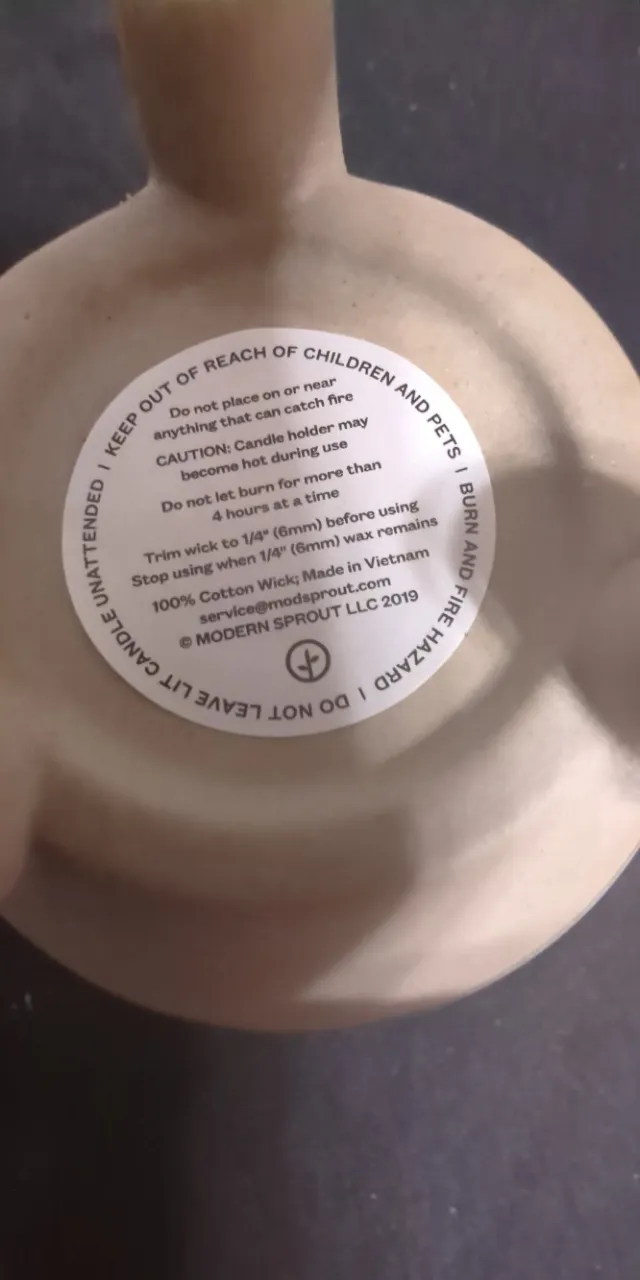 KEEP OUT OF REACH OF CHILDREN AND PETS | BURN AND FIRE HAZARD | DO NOT LEAVE LIT CANDLE UNATTENDED |
Do not place on or near
anything that can catch fire
CAUTION: Candle holder may
become hot during use
Do not let burn for more than
4 hours at a time
Trim wick to 1/4" (6mm) before using
Stop using when 1/4" (6mm) wax remains
100% Cotton Wick; Made in Vietnam
service@modsprout.com
© MODERN SPROUT LLC 2019